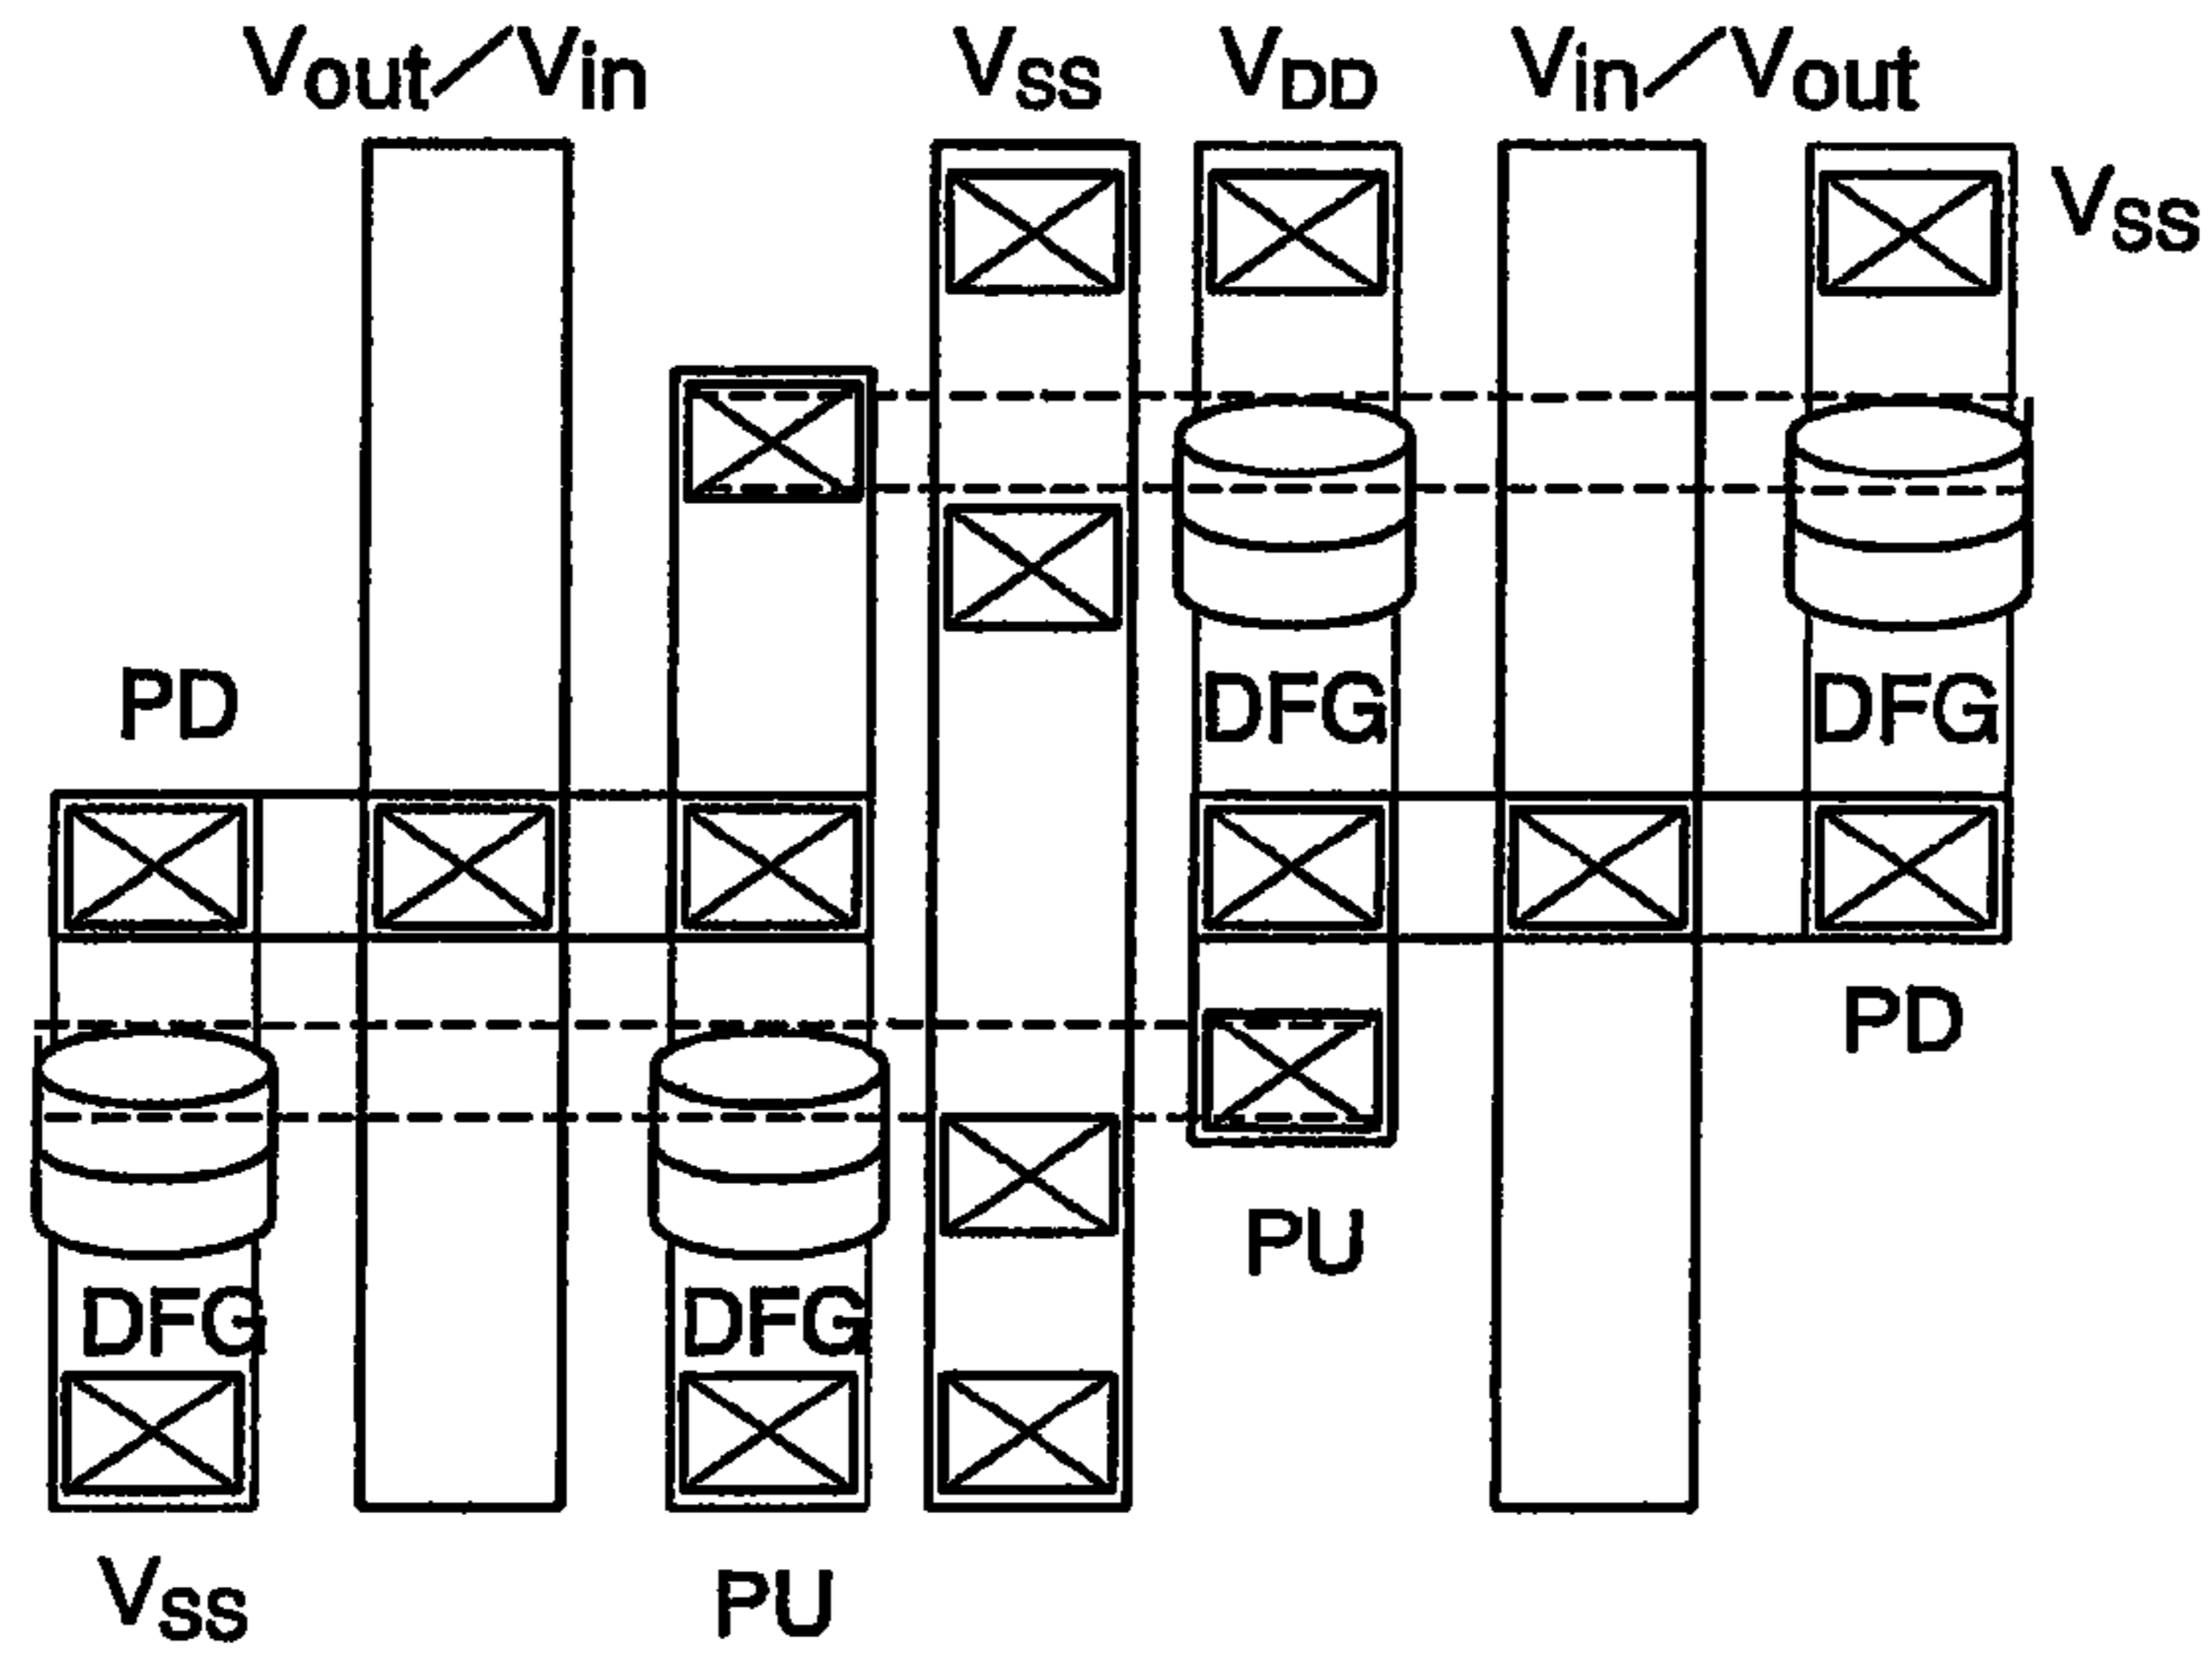 Vout/Vin VSS VDD Vin/Vout
VSS
PD DFG DFG
PD
PU
DFG DFG
VSS PU